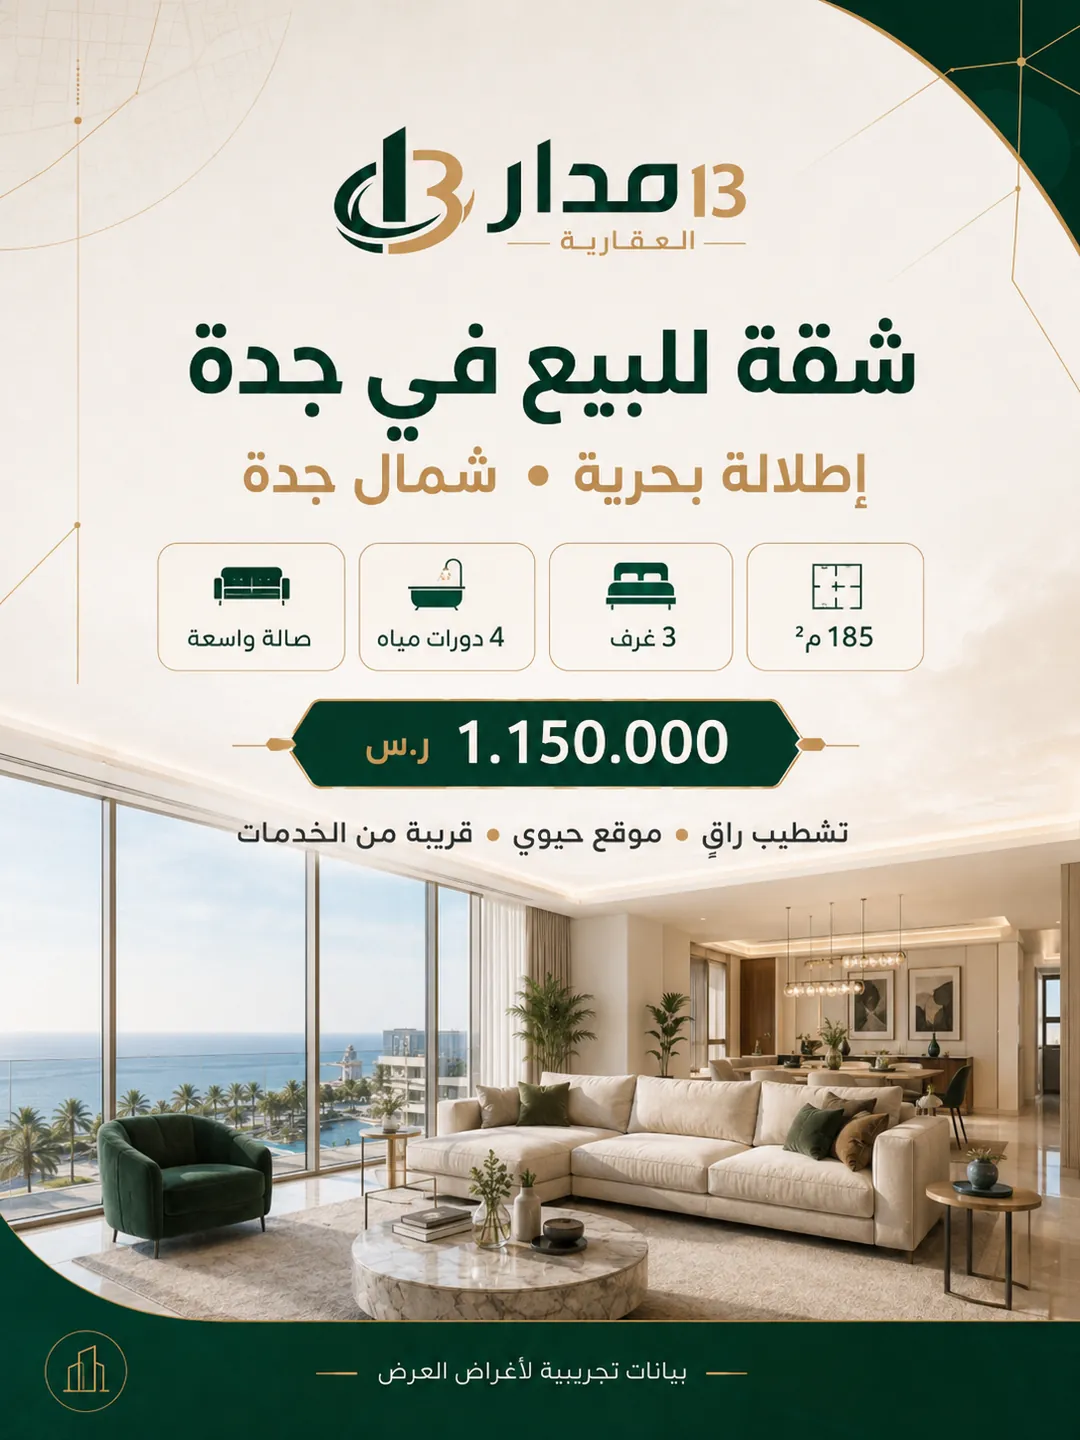 مدار 13
العقارية
شقة للبيع في جدة
إطلالة بحرية • شمال جدة
185 م²
3 غرف
4 دورات مياه
صالة واسعة
1.150.000 ر.س
تشطيب راقٍ • موقع حيوي • قريبة من الخدمات
بيانات تجريبية لأغراض العرض